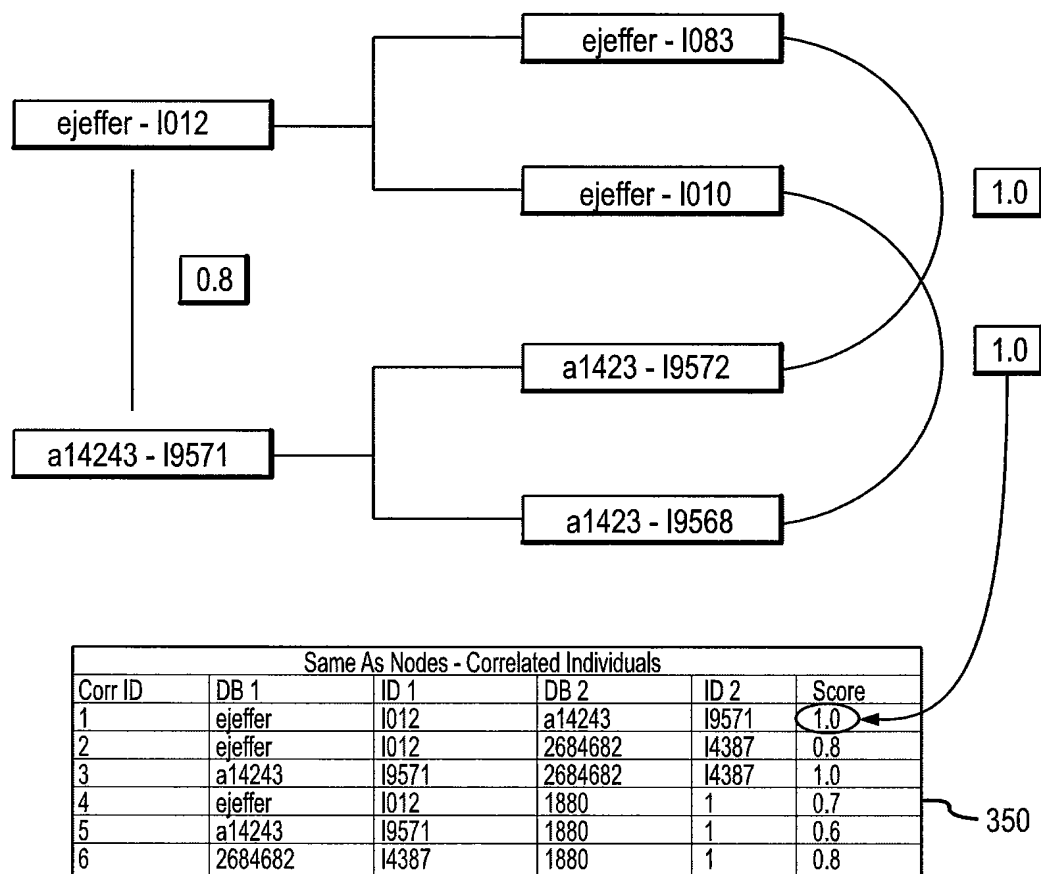 ejeffer - I083
ejeffer - I012
ejeffer - I010
1.0
0.8
1.0
a1423 - I9572
a14243 - I9571
a1423 - I9568
Same As Nodes - Correlated Individuals
Corr ID DB 1 ID 1 DB 2 ID 2 Score
1 ejeffer I012 a14243 I9571 1.0
2 ejeffer I012 2684682 I4387 0.8
3 a14243 I9571 2684682 I4387 1.0
4 ejeffer I012 1880 1 0.7
5 a14243 I9571 1880 1 0.6
6 2684682 I4387 1880 1 0.8
350